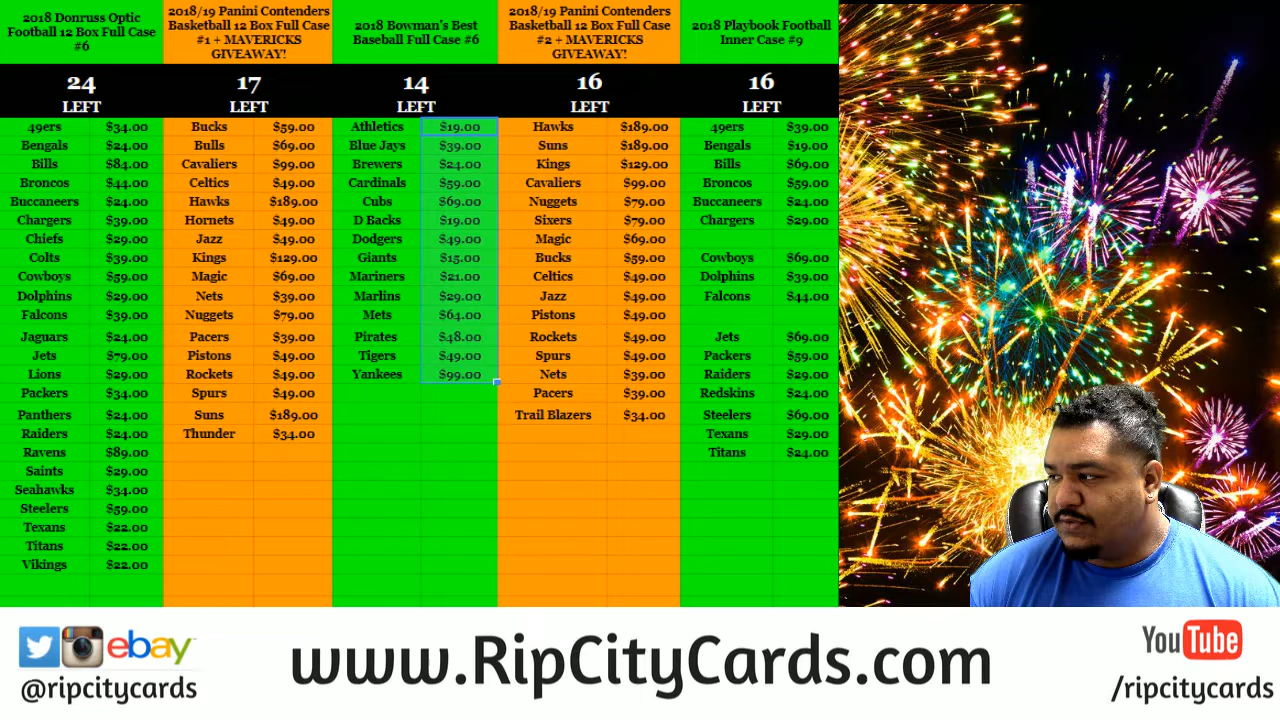 2018 Donruss Optic
Football 12 Box Full Case
#6
24
LEFT
49ers $34.00
Bengals $24.00
Bills $84.00
Broncos $44.00
Buccaneers $24.00
Chargers $39.00
Chiefs $29.00
Colts $39.00
Cowboys $59.00
Dolphins $29.00
Falcons $39.00
Jaguars $24.00
Jets $79.00
Lions $29.00
Packers $34.00
Panthers $24.00
Raiders $24.00
Ravens $89.00
Saints $29.00
Seahawks $34.00
Steelers $59.00
Texans $22.00
Titans $22.00
Vikings $22.00
2018/19 Panini Contenders
Basketball 12 Box Full Case
#1 + MAVERICKS
GIVEAWAY!
17
LEFT
Bucks $59.00
Bulls $69.00
Cavaliers $99.00
Celtics $49.00
Hawks $189.00
Hornets $49.00
Jazz $49.00
Kings $129.00
Magic $69.00
Nets $39.00
Nuggets $79.00
Pacers $39.00
Pistons $49.00
Rockets $49.00
Spurs $49.00
Suns $189.00
Thunder $34.00
2018 Bowman's Best
Baseball Full Case #6
14
LEFT
Athletics $19.00
Blue Jays $39.00
Brewers $24.00
Cardinals $59.00
Cubs $69.00
D Backs $19.00
Dodgers $49.00
Giants $15.00
Mariners $21.00
Marlins $29.00
Mets $64.00
Pirates $48.00
Tigers $49.00
Yankees $99.00
2018/19 Panini Contenders
Basketball 12 Box Full Case
#2 + MAVERICKS
GIVEAWAY!
16
LEFT
Hawks $189.00
Suns $189.00
Kings $129.00
Cavaliers $99.00
Nuggets $79.00
Sixers $79.00
Magic $69.00
Bucks $59.00
Celtics $49.00
Jazz $49.00
Pistons $49.00
Rockets $49.00
Spurs $49.00
Nets $39.00
Pacers $39.00
Trail Blazers $34.00
2018 Playbook Football
Inner Case #9
16
LEFT
49ers $39.00
Bengals $19.00
Bills $69.00
Broncos $59.00
Buccaneers $24.00
Chargers $29.00
Cowboys $69.00
Dolphins $39.00
Falcons $44.00
Jets $69.00
Packers $59.00
Raiders $29.00
Redskins $24.00
Steelers $69.00
Texans $29.00
Titans $24.00
ebay
@ripcitycards
www.RipCityCards.com
YouTube
/ripcitycards